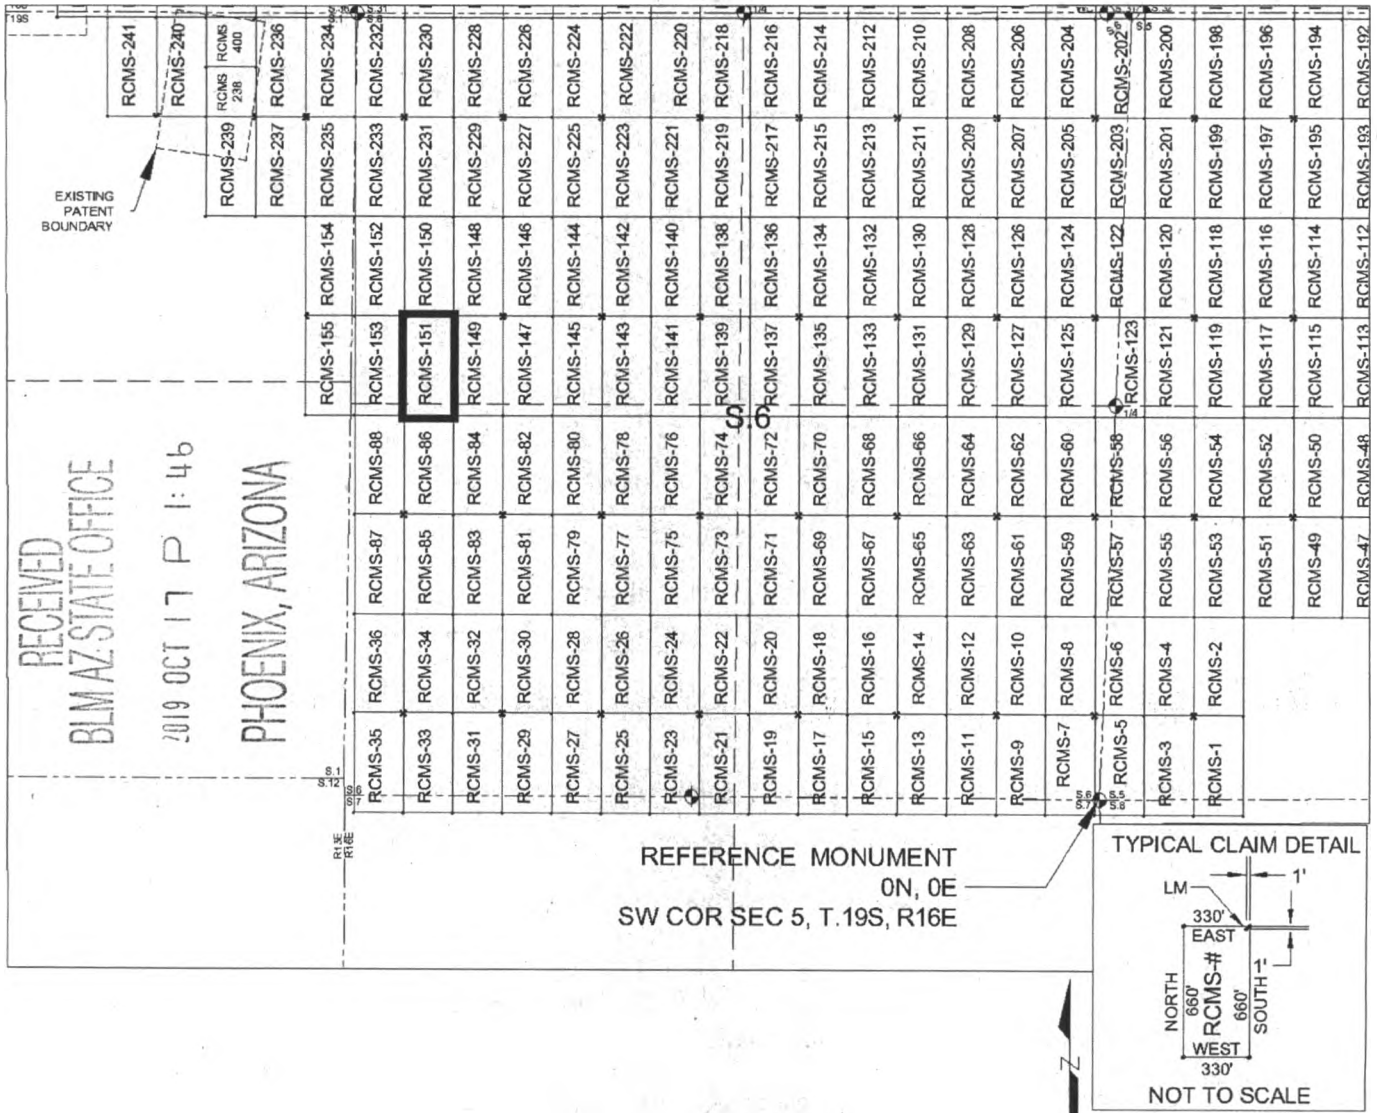 T19S
S.36 S.31
S.1 S.6
1/4
S.5
RCMS-241
RCMS-240
RCMS 400
RCMS 238
RCMS-236
RCMS-234
RCMS-232
RCMS-230
RCMS-228
RCMS-226
RCMS-224
RCMS-222
RCMS-220
RCMS-218
RCMS-216
RCMS-214
RCMS-212
RCMS-210
RCMS-208
RCMS-206
RCMS-204
RCMS-202
RCMS-200
RCMS-198
RCMS-196
RCMS-194
RCMS-192
RCMS-239
RCMS-237
RCMS-235
RCMS-233
RCMS-231
RCMS-229
RCMS-227
RCMS-225
RCMS-223
RCMS-221
RCMS-219
RCMS-217
RCMS-215
RCMS-213
RCMS-211
RCMS-209
RCMS-207
RCMS-205
RCMS-203
RCMS-201
RCMS-199
RCMS-197
RCMS-195
RCMS-193
EXISTING
PATENT
BOUNDARY
RCMS-154
RCMS-152
RCMS-150
RCMS-148
RCMS-146
RCMS-144
RCMS-142
RCMS-140
RCMS-138
RCMS-136
RCMS-134
RCMS-132
RCMS-130
RCMS-128
RCMS-126
RCMS-124
RCMS-122
RCMS-120
RCMS-118
RCMS-116
RCMS-114
RCMS-112
RCMS-155
RCMS-153
RCMS-151
RCMS-149
RCMS-147
RCMS-145
RCMS-143
RCMS-141
RCMS-139
RCMS-137
RCMS-135
RCMS-133
RCMS-131
RCMS-129
RCMS-127
RCMS-125
RCMS-123
RCMS-121
RCMS-119
RCMS-117
RCMS-115
RCMS-113
S.6
1/4
RCMS-88
RCMS-86
RCMS-84
RCMS-82
RCMS-80
RCMS-78
RCMS-76
RCMS-74
RCMS-72
RCMS-70
RCMS-68
RCMS-66
RCMS-64
RCMS-62
RCMS-60
RCMS-58
RCMS-56
RCMS-54
RCMS-52
RCMS-50
RCMS-48
RCMS-87
RCMS-85
RCMS-83
RCMS-81
RCMS-79
RCMS-77
RCMS-75
RCMS-73
RCMS-71
RCMS-69
RCMS-67
RCMS-65
RCMS-63
RCMS-61
RCMS-59
RCMS-57
RCMS-55
RCMS-53
RCMS-51
RCMS-49
RCMS-47
RCMS-36
RCMS-34
RCMS-32
RCMS-30
RCMS-28
RCMS-26
RCMS-24
RCMS-22
RCMS-20
RCMS-18
RCMS-16
RCMS-14
RCMS-12
RCMS-10
RCMS-8
RCMS-6
RCMS-4
RCMS-2
RCMS-35
RCMS-33
RCMS-31
RCMS-29
RCMS-27
RCMS-25
RCMS-23
RCMS-21
RCMS-19
RCMS-17
RCMS-15
RCMS-13
RCMS-11
RCMS-9
RCMS-7
RCMS-5
RCMS-3
RCMS-1
RECEIVED
BLM AZ STATE OFFICE
2019 OCT 17 P 1:46
PHOENIX, ARIZONA
S.1
S.12
S.6
S.7
S.6 S.5
S.7 S.8
R15E
R16E
REFERENCE MONUMENT
0N, 0E
SW COR SEC 5, T.19S, R16E
TYPICAL CLAIM DETAIL
1'
LM
330'
EAST
1'
NORTH
660'
RCMS-#
660'
SOUTH
WEST
330'
NOT TO SCALE
N